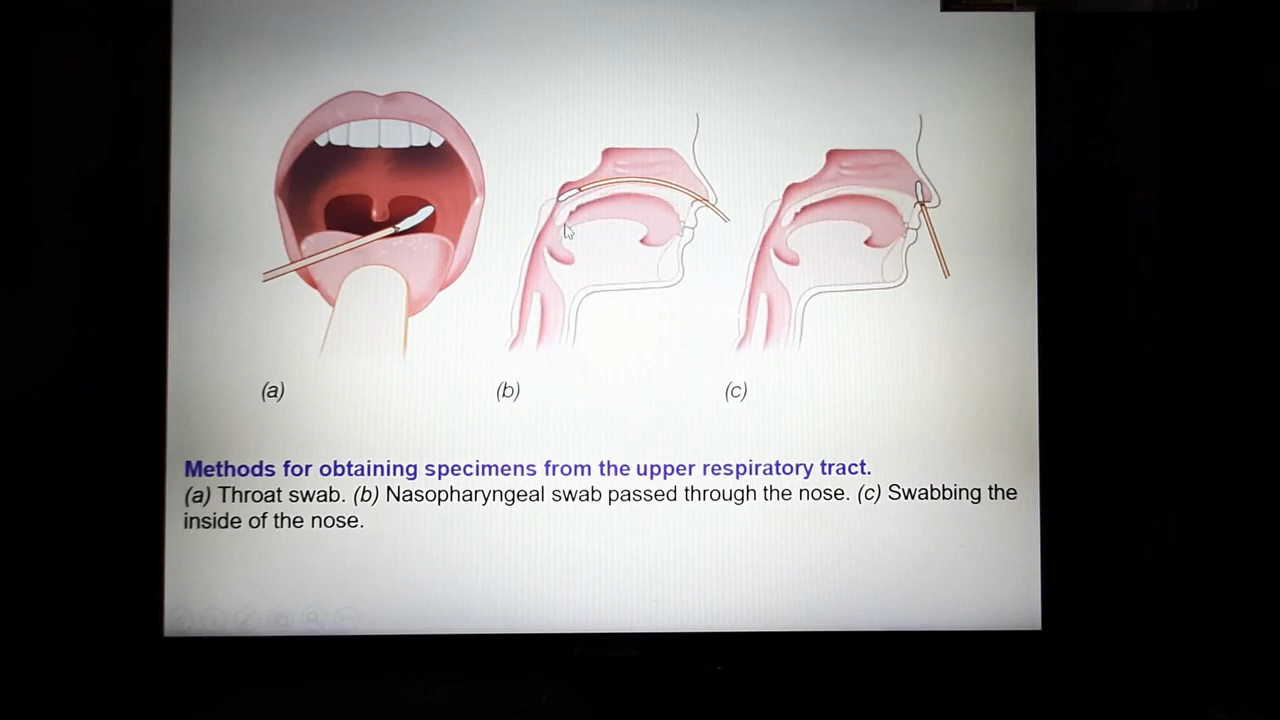 (a)
(b)
(c)
Methods for obtaining specimens from the upper respiratory tract.
(a) Throat swab. (b) Nasopharyngeal swab passed through the nose. (c) Swabbing the
inside of the nose.